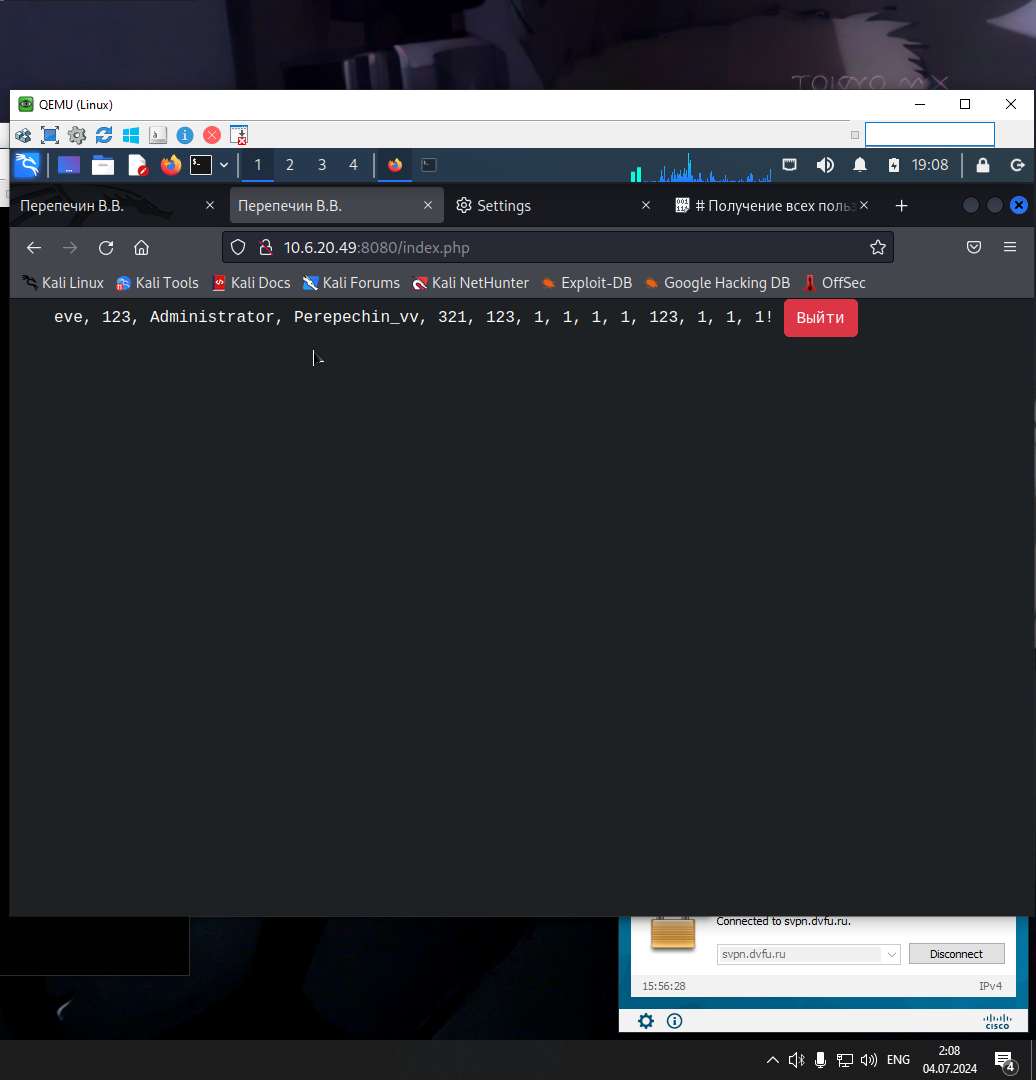 TOKYO MX
QEMU (Linux)
1 2 3 4 19:08
Перепечин В.В. Перепечин В.В. Settings # Получение всех польз
10.6.20.49:8080/index.php
Kali Linux Kali Tools Kali Docs Kali Forums Kali NetHunter Exploit-DB Google Hacking DB OffSec
eve, 123, Administrator, Perepechin_vv, 321, 123, 1, 1, 1, 1, 123, 1, 1, 1! Выйти
Connected to svpn.dvfu.ru.
svpn.dvfu.ru Disconnect
15:56:28 IPv4
CISCO
ENG 2:08
04.07.2024 4